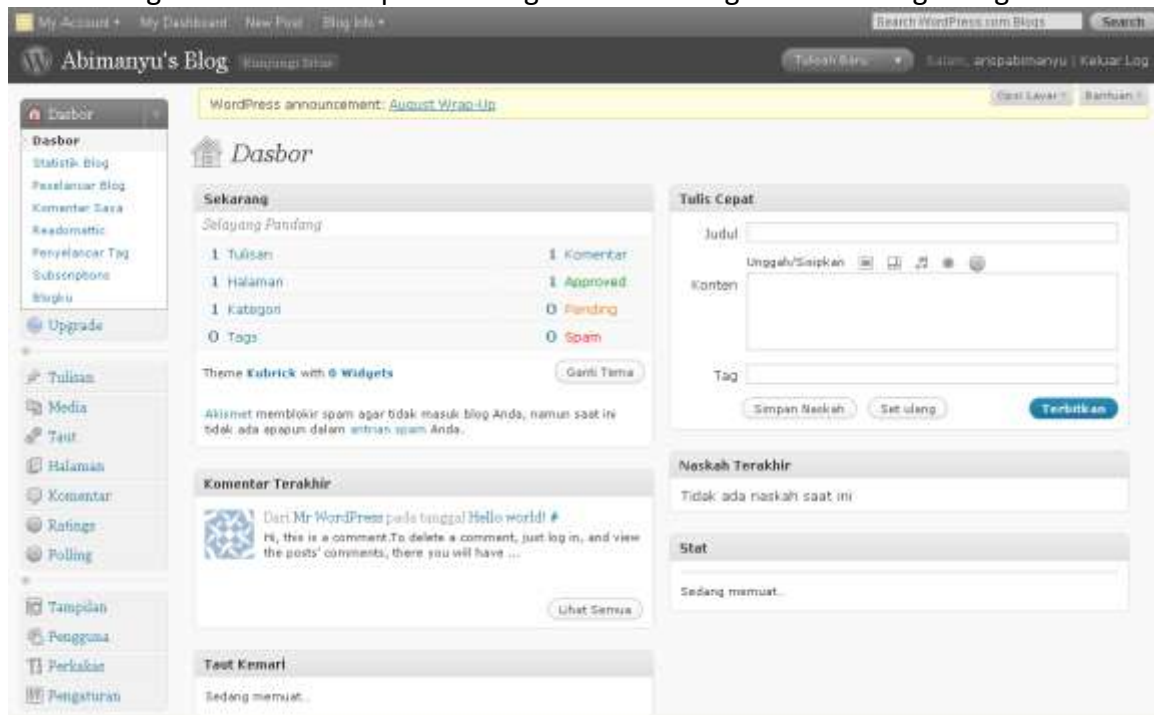 My Account My Dashboard New Post Blog Info Search WordPress.com Blogs Search
Abimanyu's Blog Kunjungi Situs Tulisan Baru Salam, arispabimanyu | Keluar Log
WordPress announcement: August Wrap-Up Opsi Layar Bantuan
Dasbor
Dasbor
Statistik Blog
Peselancar Blog
Komentar Saya
Readomattic
Penyelancar Tag
Subscriptions
Blogku
Upgrade
Tulisan
Media
Taut
Halaman
Komentar
Ratings
Polling
Tampilan
Pengguna
Perkakas
Pengaturan
Dasbor
Sekarang
Selayang Pandang
1 Tulisan 1 Komentar
1 Halaman 1 Approved
1 Kategori 0 Pending
0 Tags 0 Spam
Theme Kubrick with 0 Widgets Ganti Tema
Akismet memblokir spam agar tidak masuk blog Anda, namun saat ini
tidak ada apapun dalam antrian spam Anda.
Komentar Terakhir
Dari Mr WordPress pada tanggal Hello world! #
Hi, this is a comment.To delete a comment, just log in, and view
the posts' comments, there you will have ...
Lihat Semua
Taut Kemari
Sedang memuat...
Tulis Cepat
Judul
Unggah/Sisipkan
Konten
Tag
Simpan Naskah Set ulang Terbitkan
Naskah Terakhir
Tidak ada naskah saat ini
Stat
Sedang memuat...